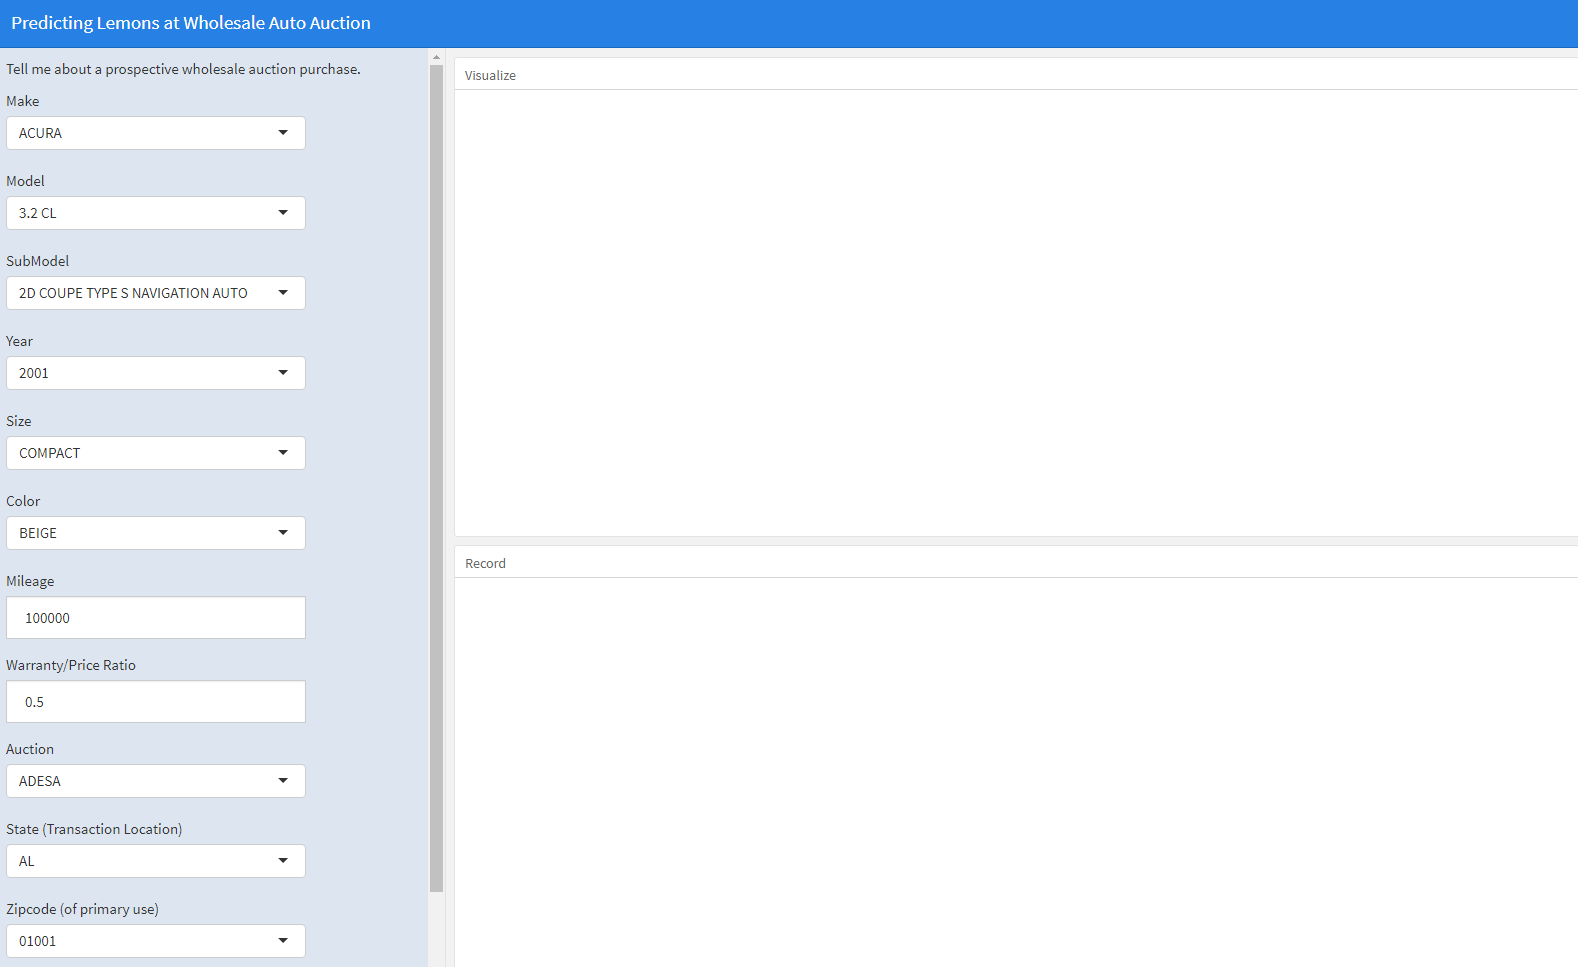 Predicting Lemons at Wholesale Auto Auction
Tell me about a prospective wholesale auction purchase.
Make
ACURA
Model
3.2 CL
SubModel
2D COUPE TYPE S NAVIGATION AUTO
Year
2001
Size
COMPACT
Color
BEIGE
Mileage
100000
Warranty/Price Ratio
0.5
Auction
ADESA
State (Transaction Location)
AL
Zipcode (of primary use)
01001
Visualize
Record